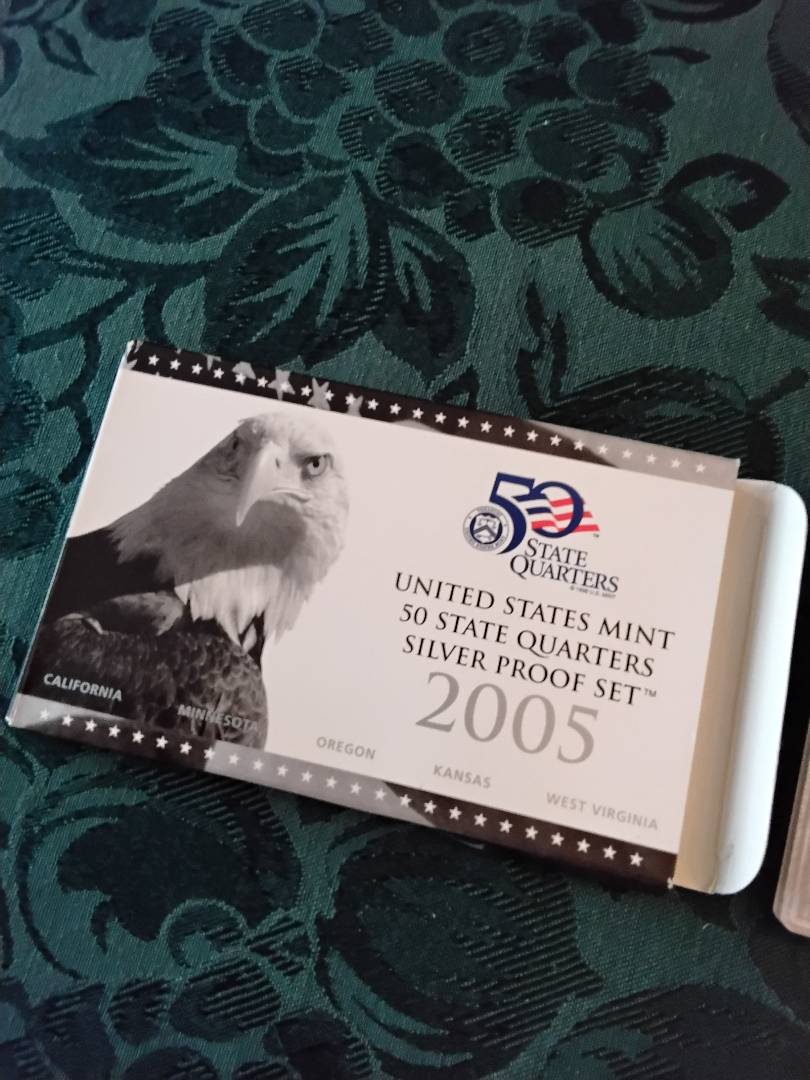 50
STATE
QUARTERS
UNITED STATES MINT
50 STATE QUARTERS
SILVER PROOF SET™
2005
CALIFORNIA
MINNESOTA
OREGON
KANSAS
WEST VIRGINIA